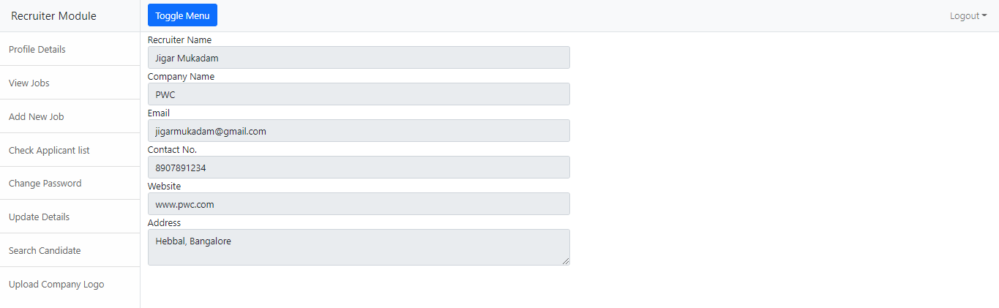 Recruiter Module
Toggle Menu
Logout
Profile Details
View Jobs
Add New Job
Check Applicant list
Change Password
Update Details
Search Candidate
Upload Company Logo
Recruiter Name
Jigar Mukadam
Company Name
PWC
Email
jigarmukadam@gmail.com
Contact No.
8907891234
Website
www.pwc.com
Address
Hebbal, Bangalore